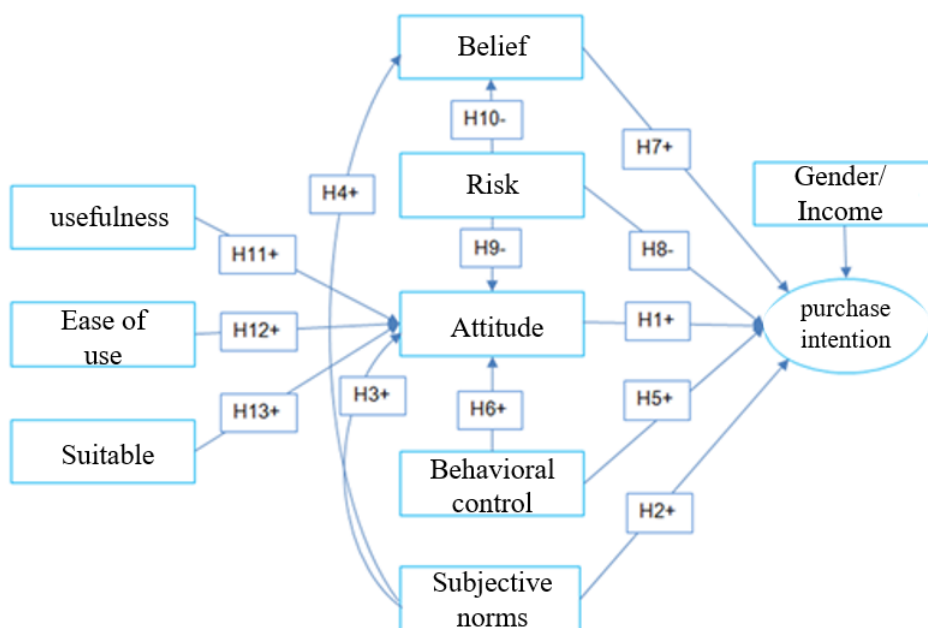 Belief
H10-
H7+
Risk
Gender/
Income
H4+
usefulness
H11+
H9-
H8-
Ease of
use
H12+
Attitude
H1+
purchase
intention
H3+
H13+
H6+
H5+
Suitable
Behavioral
control
H2+
Subjective
norms